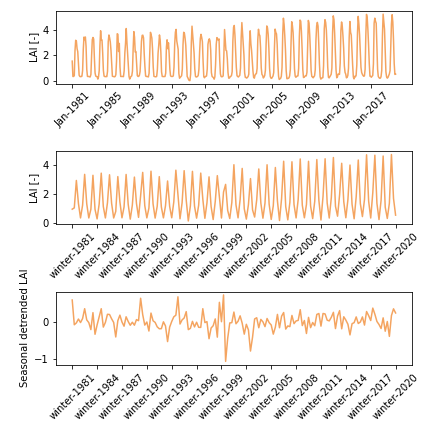 LAI [-]
4
2
0
Jan-1981
Jan-1985
Jan-1989
Jan-1993
Jan-1997
Jan-2001
Jan-2005
Jan-2009
Jan-2013
Jan-2017
LAI [-]
4
2
0
winter-1981
winter-1984
winter-1987
winter-1990
winter-1993
winter-1996
winter-1999
winter-2002
winter-2005
winter-2008
winter-2011
winter-2014
winter-2017
winter-2020
Seasonal detrended LAI
0
−1
winter-1981
winter-1984
winter-1987
winter-1990
winter-1993
winter-1996
winter-1999
winter-2002
winter-2005
winter-2008
winter-2011
winter-2014
winter-2017
winter-2020